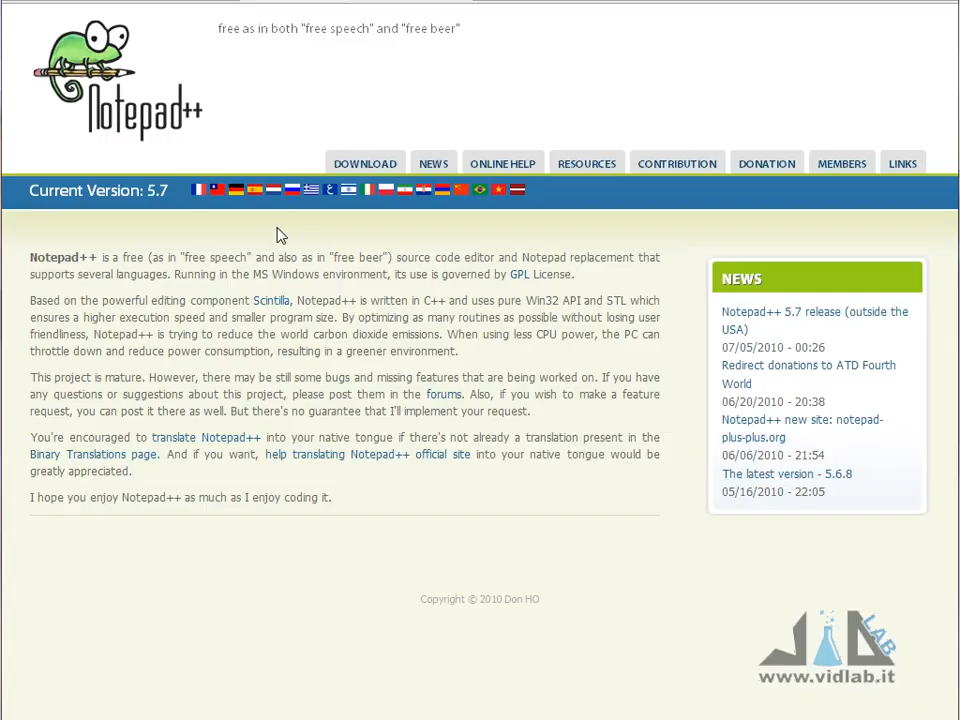 free as in both "free speech" and "free beer"
Notepad++
DOWNLOAD NEWS ONLINE HELP RESOURCES CONTRIBUTION DONATION MEMBERS LINKS
Current Version: 5.7
Notepad++ is a free (as in "free speech" and also as in "free beer") source code editor and Notepad replacement that
supports several languages. Running in the MS Windows environment, its use is governed by GPL License.
Based on the powerful editing component Scintilla, Notepad++ is written in C++ and uses pure Win32 API and STL which
ensures a higher execution speed and smaller program size. By optimizing as many routines as possible without losing user
friendliness, Notepad++ is trying to reduce the world carbon dioxide emissions. When using less CPU power, the PC can
throttle down and reduce power consumption, resulting in a greener environment.
This project is mature. However, there may be still some bugs and missing features that are being worked on. If you have
any questions or suggestions about this project, please post them in the forums. Also, if you wish to make a feature
request, you can post it there as well. But there's no guarantee that I'll implement your request.
You're encouraged to translate Notepad++ into your native tongue if there's not already a translation present in the
Binary Translations page. And if you want, help translating Notepad++ official site into your native tongue would be
greatly appreciated.
I hope you enjoy Notepad++ as much as I enjoy coding it.
NEWS
Notepad++ 5.7 release (outside the
USA)
07/05/2010 - 00:26
Redirect donations to ATD Fourth
World
06/20/2010 - 20:38
Notepad++ new site: notepad-
plus-plus.org
06/06/2010 - 21:54
The latest version - 5.6.8
05/16/2010 - 22:05
Copyright © 2010 Don HO
LAB
www.vidlab.it